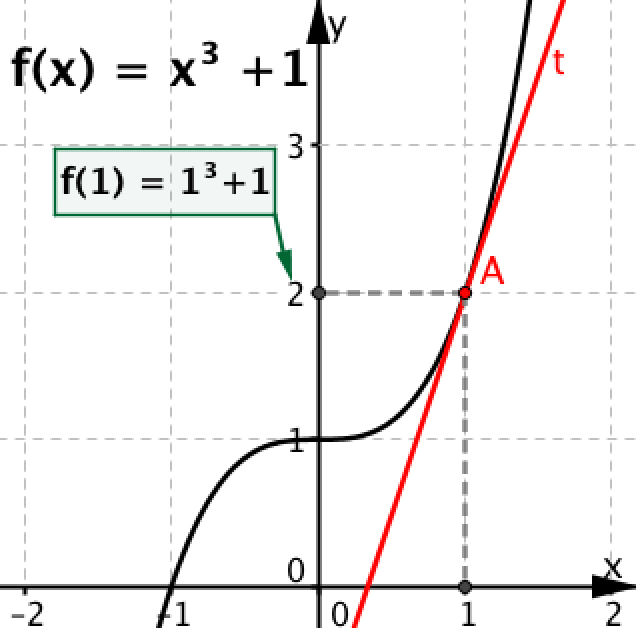 y
f(x) = x³ +1
t
3
f(1) = 1³+1
A
2
1
0
x
-2
-1
0
1
2